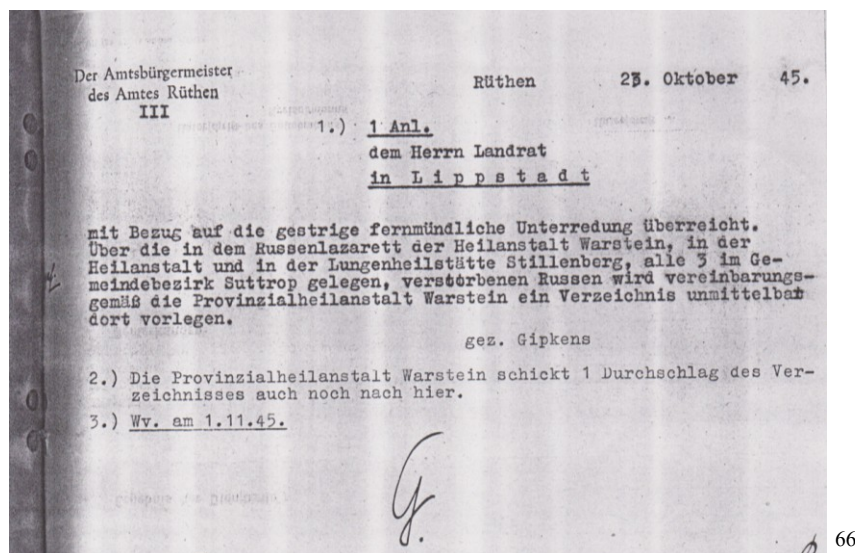 Der Amtsbürgermeister
des Amtes Rüthen
III
Rüthen 23. Oktober 45.
1.) 1 Anl.
dem Herrn Landrat
in Lippstadt
mit Bezug auf die gestrige fernmündliche Unterredung überreicht.
Über die in dem Russenlazarett der Heilanstalt Warstein, in der
Heilanstalt und in der Lungenheilstätte Stillenberg, alle 3 im Ge-
meindebezirk Suttrop gelegen, verstorbenen Russen wird vereinbarungs-
gemäß die Provinzialheilanstalt Warstein ein Verzeichnis unmittelbat
dort vorlegen.
gez. Gipkens
2.) Die Provinzialheilanstalt Warstein schickt 1 Durchschlag des Ver-
zeichnisses auch noch nach hier.
3.) Wv. am 1.11.45.
G.
66